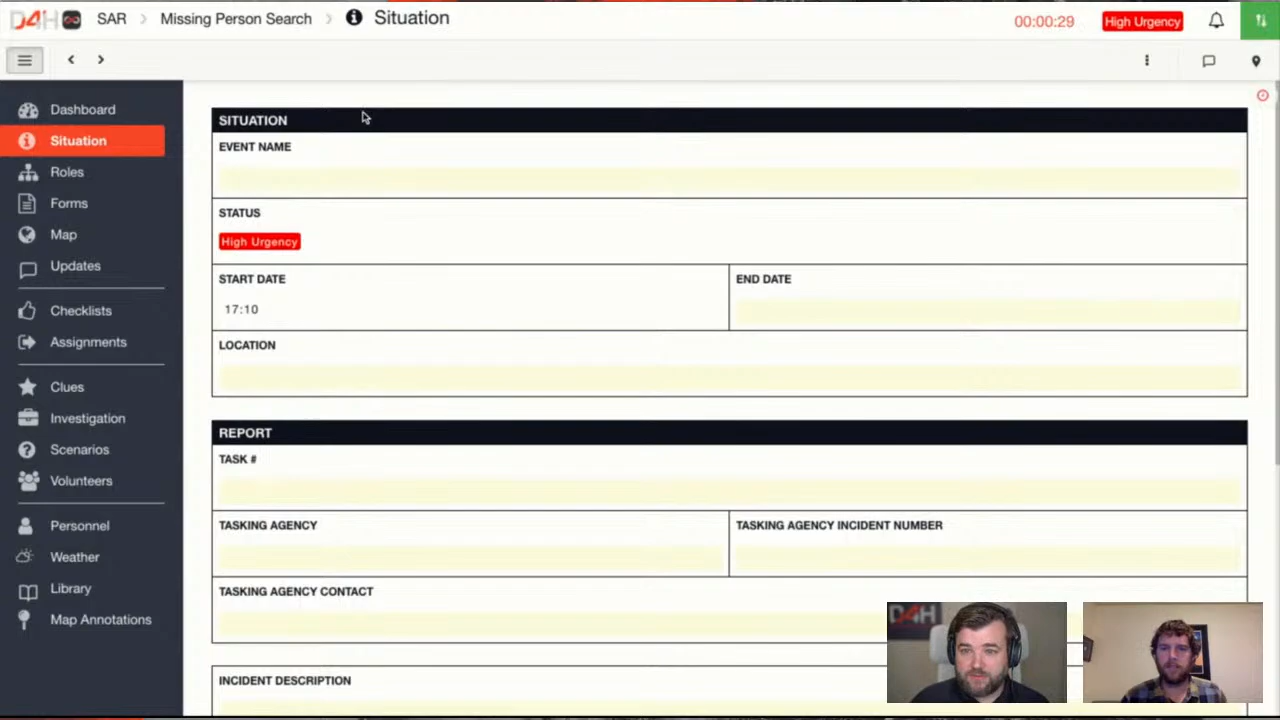 D4H SAR Missing Person Search Situation 00:00:29 High Urgency
Dashboard
Situation
Roles
Forms
Map
Updates
Checklists
Assignments
Clues
Investigation
Scenarios
Volunteers
Personnel
Weather
Library
Map Annotations
SITUATION
EVENT NAME
STATUS
High Urgency
START DATE END DATE
17:10
LOCATION
REPORT
TASK #
TASKING AGENCY TASKING AGENCY INCIDENT NUMBER
TASKING AGENCY CONTACT
INCIDENT DESCRIPTION
D4H